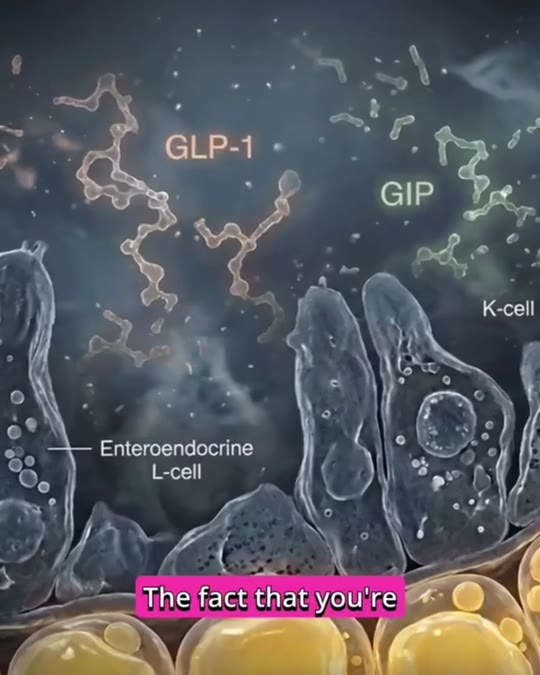 GLP-1
GIP
K-cell
Enteroendocrine
L-cell
The fact that you're